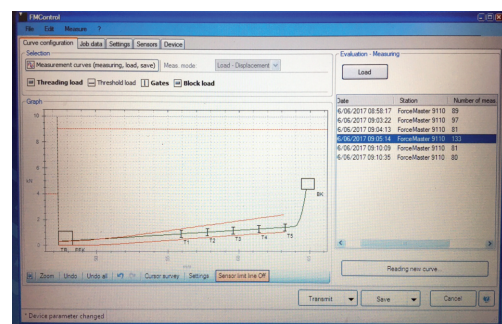 FMControl
File Edit Measure ?
Curve configuration Job data Settings Sensors Device
Selection
Measurement curves (measuring, load, save) Meas. mode: Load - Displacement
Threading load Threshold load Gates Block load
Graph
10
8
6
kN
4
2
0
BK
T1 T2 T3 T4 T5
Zoom Undo Undo all Cursor survey Settings Sensor limit line Off
Evaluation - Measuring
Load
Date Station Number of meas
6/06/2017 08:58:17 ForceMaster 9110 89
6/06/2017 09:03:22 ForceMaster 9110 97
6/06/2017 09:04:13 ForceMaster 9110 81
6/06/2017 09:05:14 ForceMaster 9110 133
6/06/2017 09:10:09 ForceMaster 9110 81
6/06/2017 09:10:35 ForceMaster 9110 80
Reading new curve...
Transmit Save Cancel
* Device parameter changed